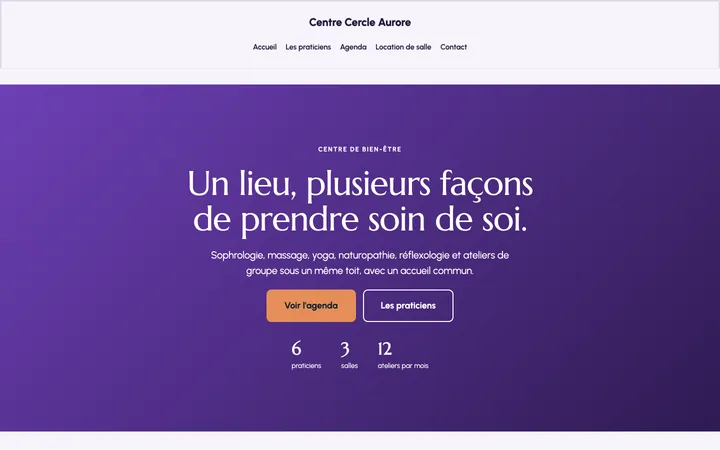 Centre Cercle Aurore
Accueil Les praticiens Agenda Location de salle Contact
CENTRE DE BIEN-ÊTRE
Un lieu, plusieurs façons
de prendre soin de soi.
Sophrologie, massage, yoga, naturopathie, réflexologie et ateliers de
groupe sous un même toit, avec un accueil commun.
Voir l'agenda Les praticiens
6 3 12
praticiens salles ateliers par mois